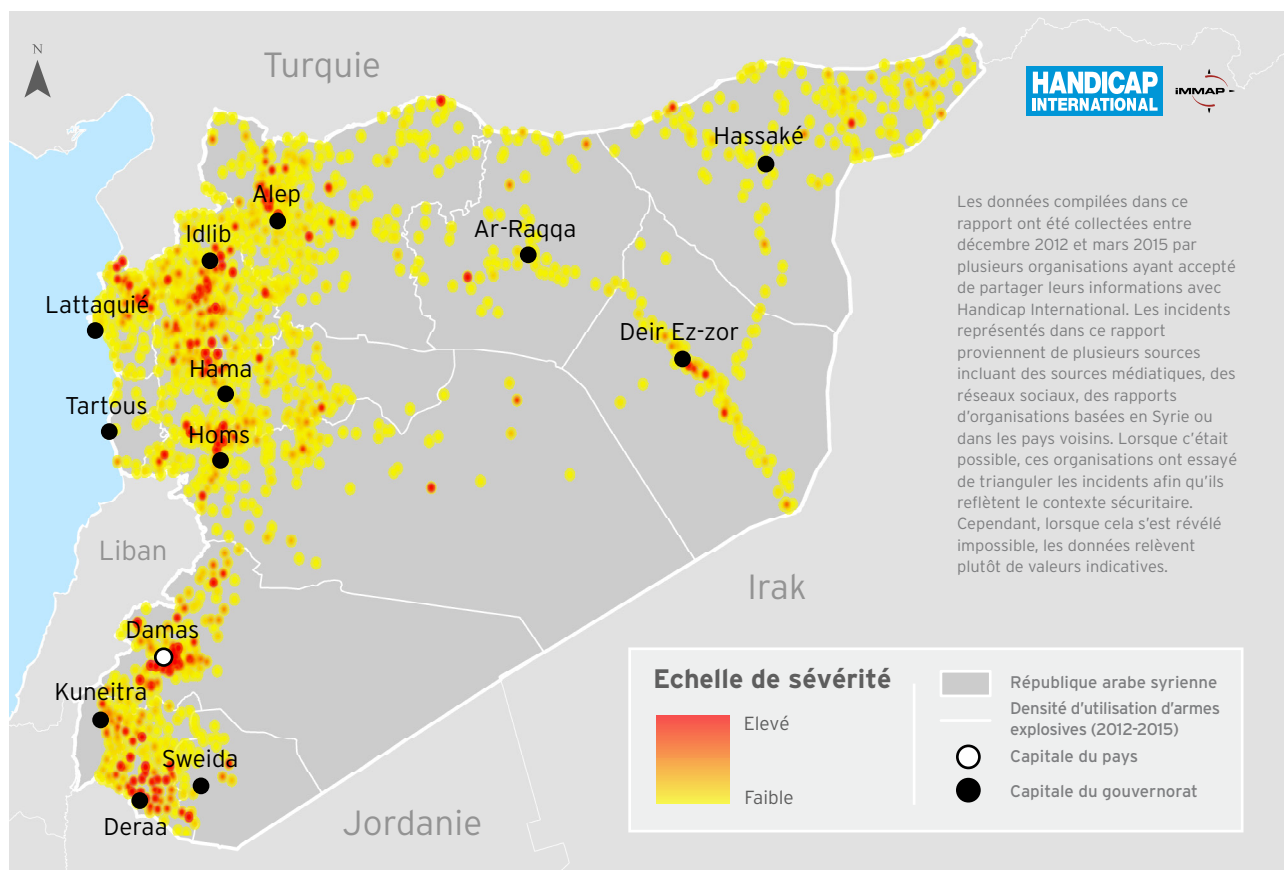 N
Turquie
HANDICAP
INTERNATIONAL
iMMAP
Hassaké
Alep
Idlib
Ar-Raqqa
Lattaquié
Deir Ez-zor
Hama
Tartous
Homs
Liban
Irak
Damas
Kuneitra
Sweida
Deraa
Jordanie
Les données compilées dans ce
rapport ont été collectées entre
décembre 2012 et mars 2015 par
plusieurs organisations ayant accepté
de partager leurs informations avec
Handicap International. Les incidents
représentés dans ce rapport
proviennent de plusieurs sources
incluant des sources médiatiques, des
réseaux sociaux, des rapports
d'organisations basées en Syrie ou
dans les pays voisins. Lorsque c'était
possible, ces organisations ont essayé
de trianguler les incidents afin qu'ils
reflètent le contexte sécuritaire.
Cependant, lorsque cela s'est révélé
impossible, les données relèvent
plutôt de valeurs indicatives.
Echelle de sévérité
Elevé
Faible
République arabe syrienne
Densité d'utilisation d'armes
explosives (2012-2015)
Capitale du pays
Capitale du gouvernorat